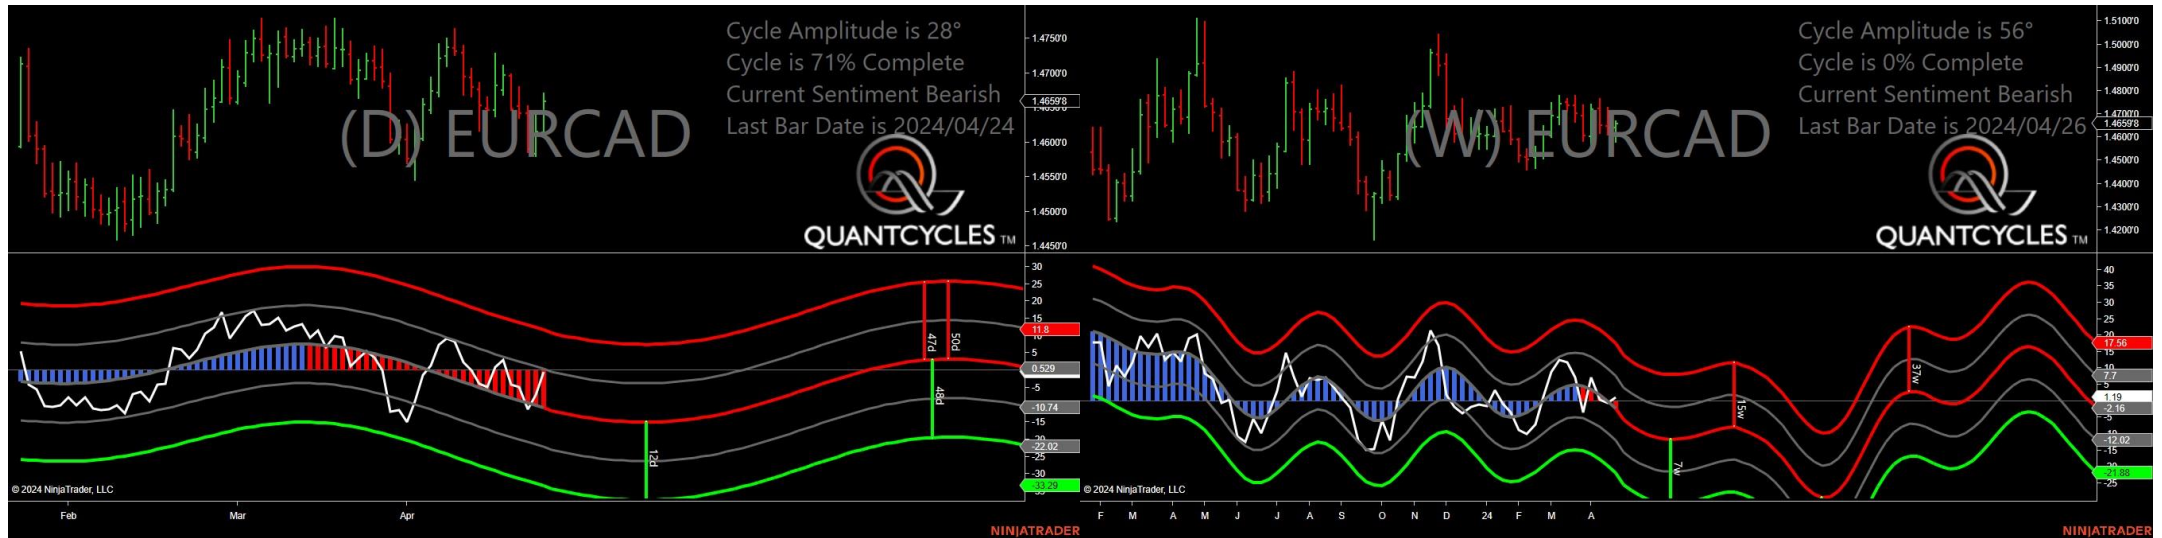 Cycle Amplitude is 28°
Cycle is 71% Complete
Current Sentiment Bearish
Last Bar Date is 2024/04/24
(D) EURCAD
QUANTCYCLES TM
1.4750'0
1.4700'0
1.4659'8
1.4600'0
1.4550'0
1.4500'0
1.4450'0
30
25
20
15
11.8
5
0.529
-5
-10.74
-15
-22.02
-25
-30
-33.29
47d
50d
48d
12d
© 2024 NinjaTrader, LLC
Feb Mar Apr
NINJATRADER
Cycle Amplitude is 56°
Cycle is 0% Complete
Current Sentiment Bearish
Last Bar Date is 2024/04/26
(W) EURCAD
QUANTCYCLES TM
1.5100'0
1.5000'0
1.4900'0
1.4800'0
1.4700'0
1.4659'8
1.4600'0
1.4500'0
1.4400'0
1.4300'0
1.4200'0
40
35
30
25
20
17.56
15
7.7
5
1.19
-2.16
-12.02
-15
-21.88
-25
15w
37w
7w
© 2024 NinjaTrader, LLC
F M A M J J A S O N D 24 F M A
NINJATRADER